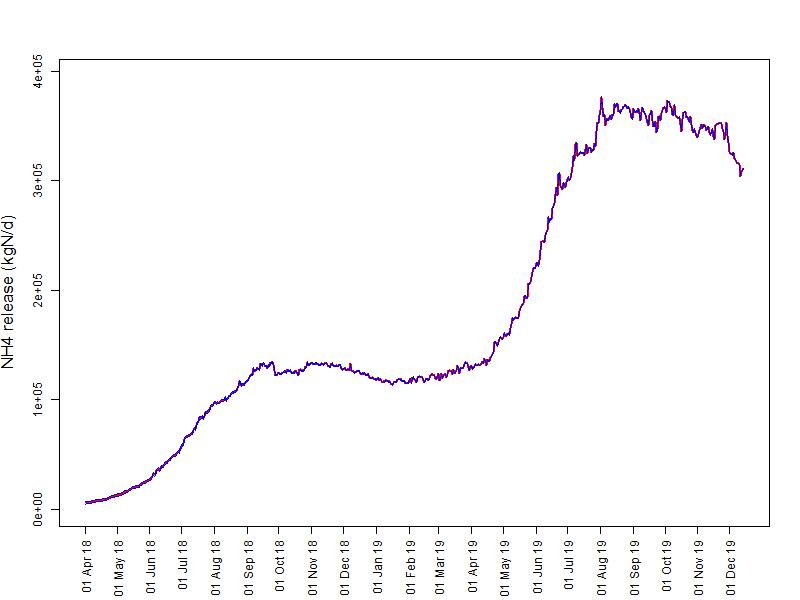 NH4 release (kgN/d)
4e+05
3e+05
2e+05
1e+05
0e+00
01 Apr 18
01 May 18
01 Jun 18
01 Jul 18
01 Aug 18
01 Sep 18
01 Oct 18
01 Nov 18
01 Dec 18
01 Jan 19
01 Feb 19
01 Mar 19
01 Apr 19
01 May 19
01 Jun 19
01 Jul 19
01 Aug 19
01 Sep 19
01 Oct 19
01 Nov 19
01 Dec 19